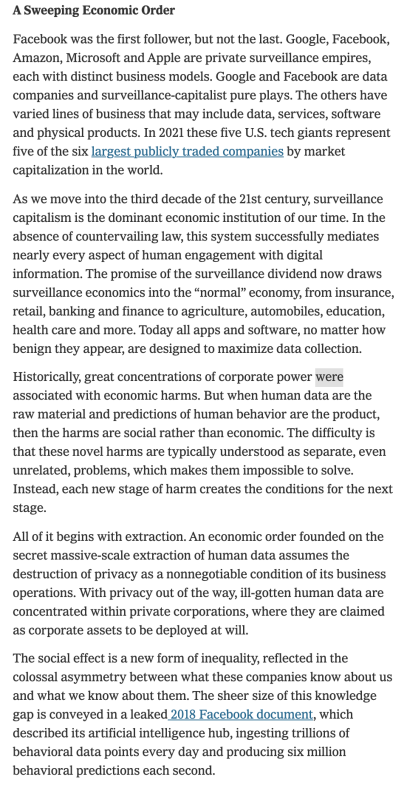 A Sweeping Economic Order
Facebook was the first follower, but not the last. Google, Facebook,
Amazon, Microsoft and Apple are private surveillance empires,
each with distinct business models. Google and Facebook are data
companies and surveillance-capitalist pure plays. The others have
varied lines of business that may include data, services, software
and physical products. In 2021 these five U.S. tech giants represent
five of the six largest publicly traded companies by market
capitalization in the world.
As we move into the third decade of the 21st century, surveillance
capitalism is the dominant economic institution of our time. In the
absence of countervailing law, this system successfully mediates
nearly every aspect of human engagement with digital
information. The promise of the surveillance dividend now draws
surveillance economics into the “normal” economy, from insurance,
retail, banking and finance to agriculture, automobiles, education,
health care and more. Today all apps and software, no matter how
benign they appear, are designed to maximize data collection.
Historically, great concentrations of corporate power were
associated with economic harms. But when human data are the
raw material and predictions of human behavior are the product,
then the harms are social rather than economic. The difficulty is
that these novel harms are typically understood as separate, even
unrelated, problems, which makes them impossible to solve.
Instead, each new stage of harm creates the conditions for the next
stage.
All of it begins with extraction. An economic order founded on the
secret massive-scale extraction of human data assumes the
destruction of privacy as a nonnegotiable condition of its business
operations. With privacy out of the way, ill-gotten human data are
concentrated within private corporations, where they are claimed
as corporate assets to be deployed at will.
The social effect is a new form of inequality, reflected in the
colossal asymmetry between what these companies know about us
and what we know about them. The sheer size of this knowledge
gap is conveyed in a leaked 2018 Facebook document, which
described its artificial intelligence hub, ingesting trillions of
behavioral data points every day and producing six million
behavioral predictions each second.